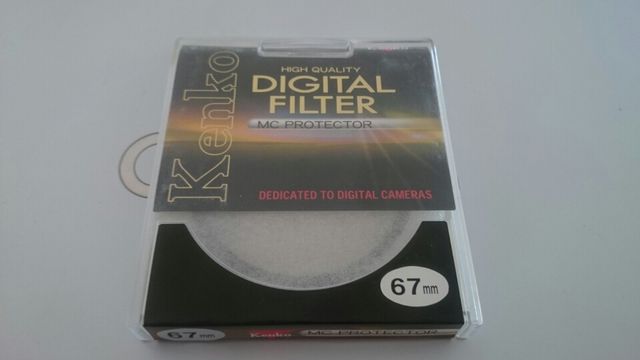 Kenko
HIGH QUALITY
DIGITAL
FILTER
MC PROTECTOR
DEDICATED TO DIGITAL CAMERAS
67mm
67mm Kenko MC PROTECTOR